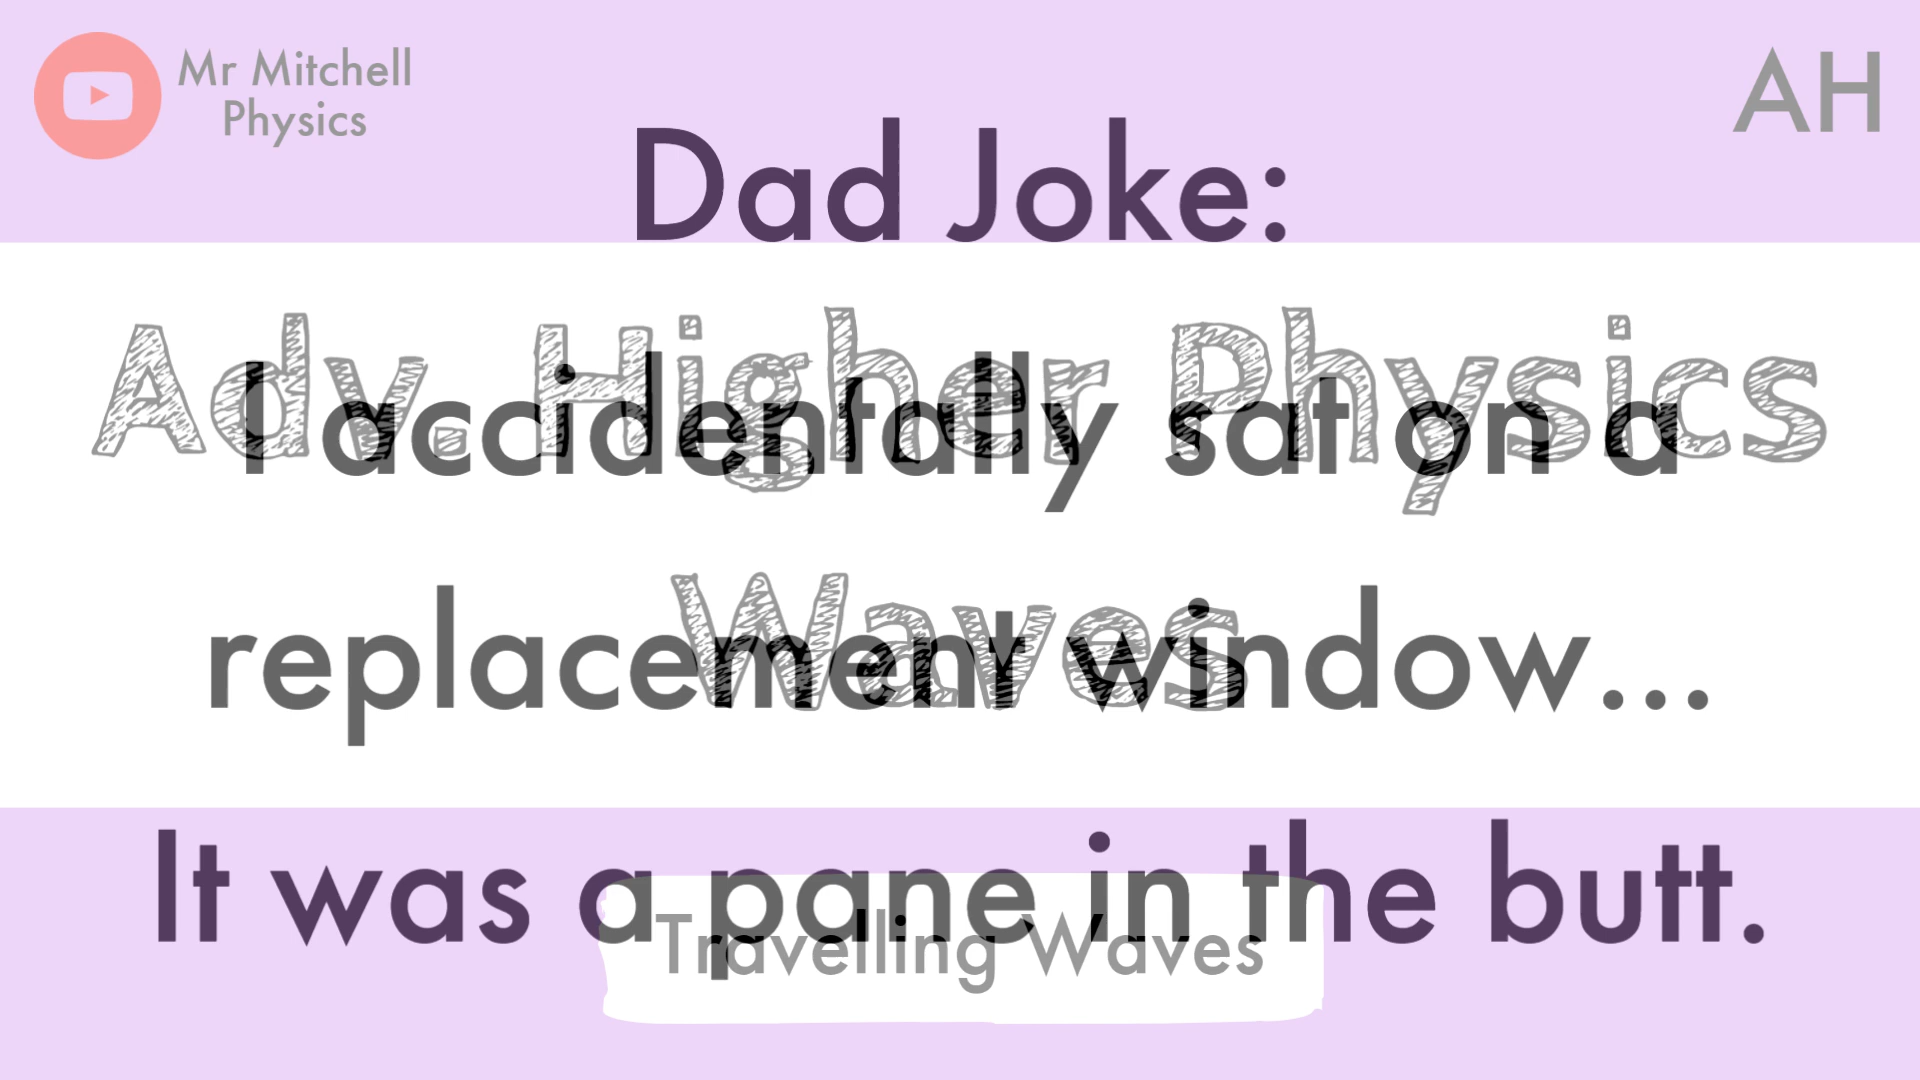 Mr Mitchell
Physics
AH
Dad Joke:
Adv. Higher Physics
I accidentally sat on a
Waves
replacement window...
It was a pane in the butt.
Travelling Waves